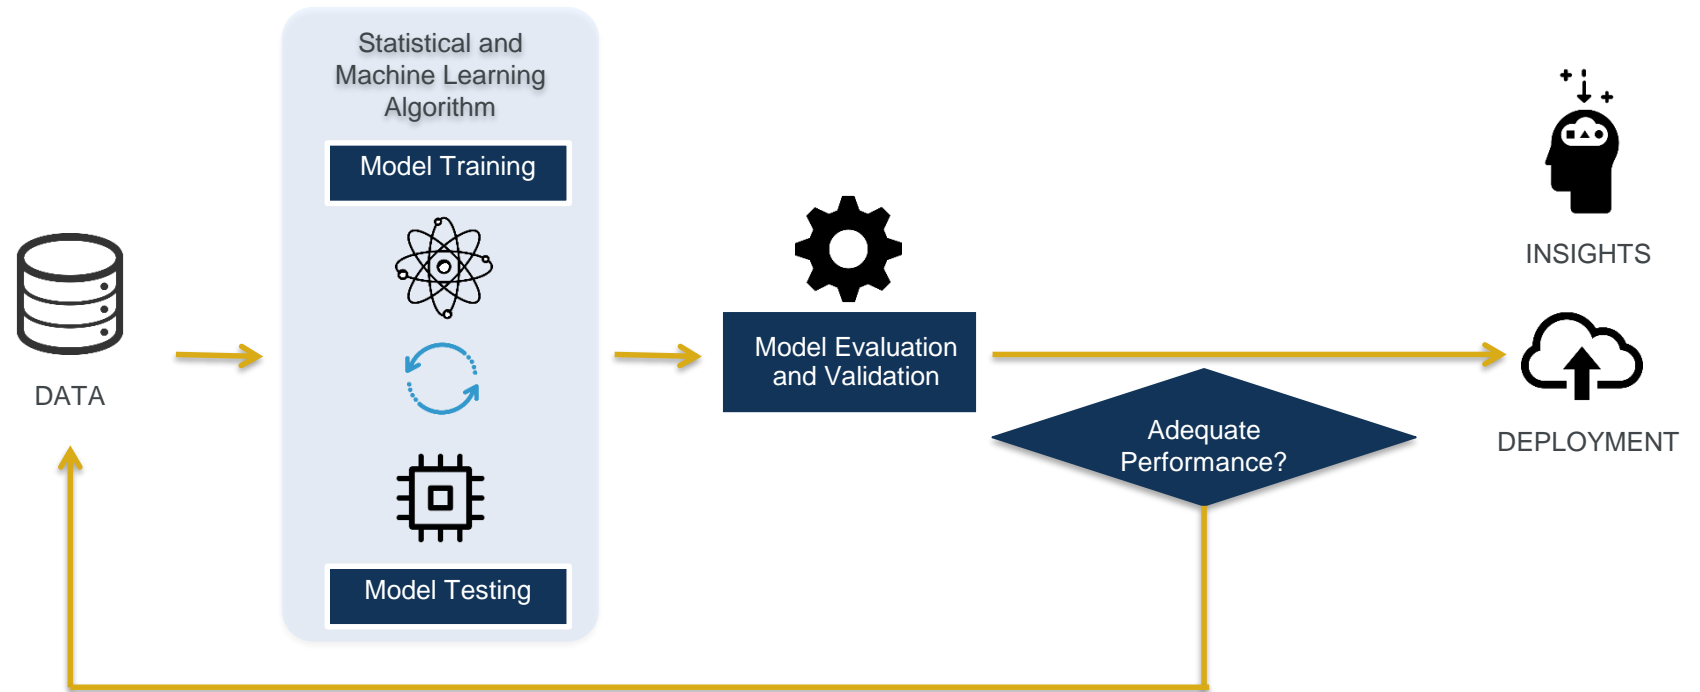 Statistical and
Machine Learning
Algorithm
Model Training
Model Testing
DATA
Model Evaluation
and Validation
Adequate
Performance?
INSIGHTS
DEPLOYMENT